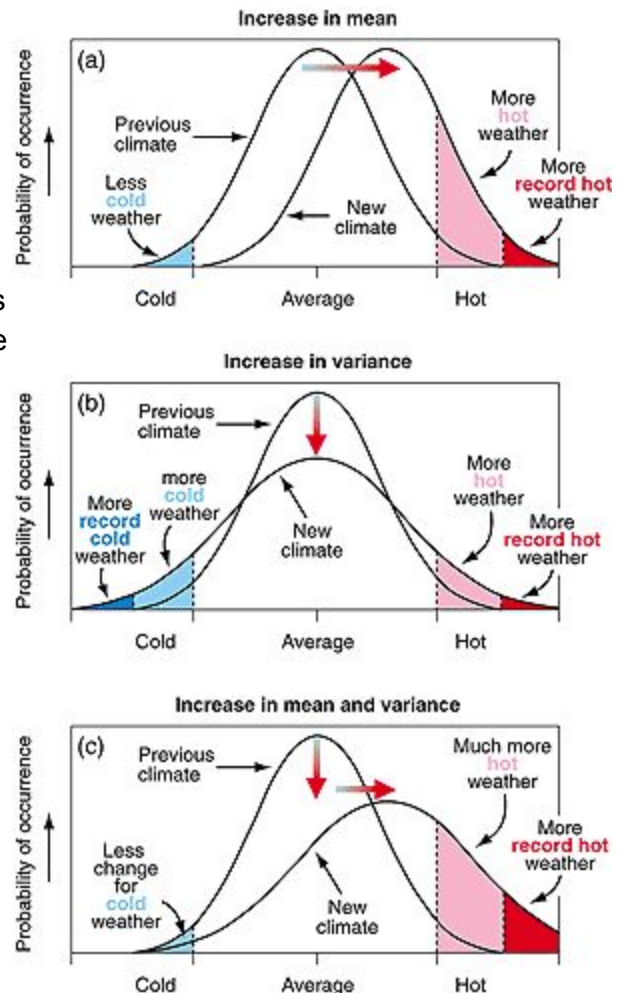 Increase in mean
(a)
Probability of occurrence
Previous
climate
Less
cold
weather
New
climate
More
hot
weather
More
record hot
weather
Cold Average Hot
s
e
Increase in variance
(b)
Probability of occurrence
Previous
climate
more
cold
weather
More
record
cold
weather
New
climate
More
hot
weather
More
record hot
weather
Cold Average Hot
Increase in mean and variance
(c)
Probability of occurrence
Previous
climate
Less
change
for
cold
weather
New
climate
Much more
hot
weather
More
record hot
weather
Cold Average Hot